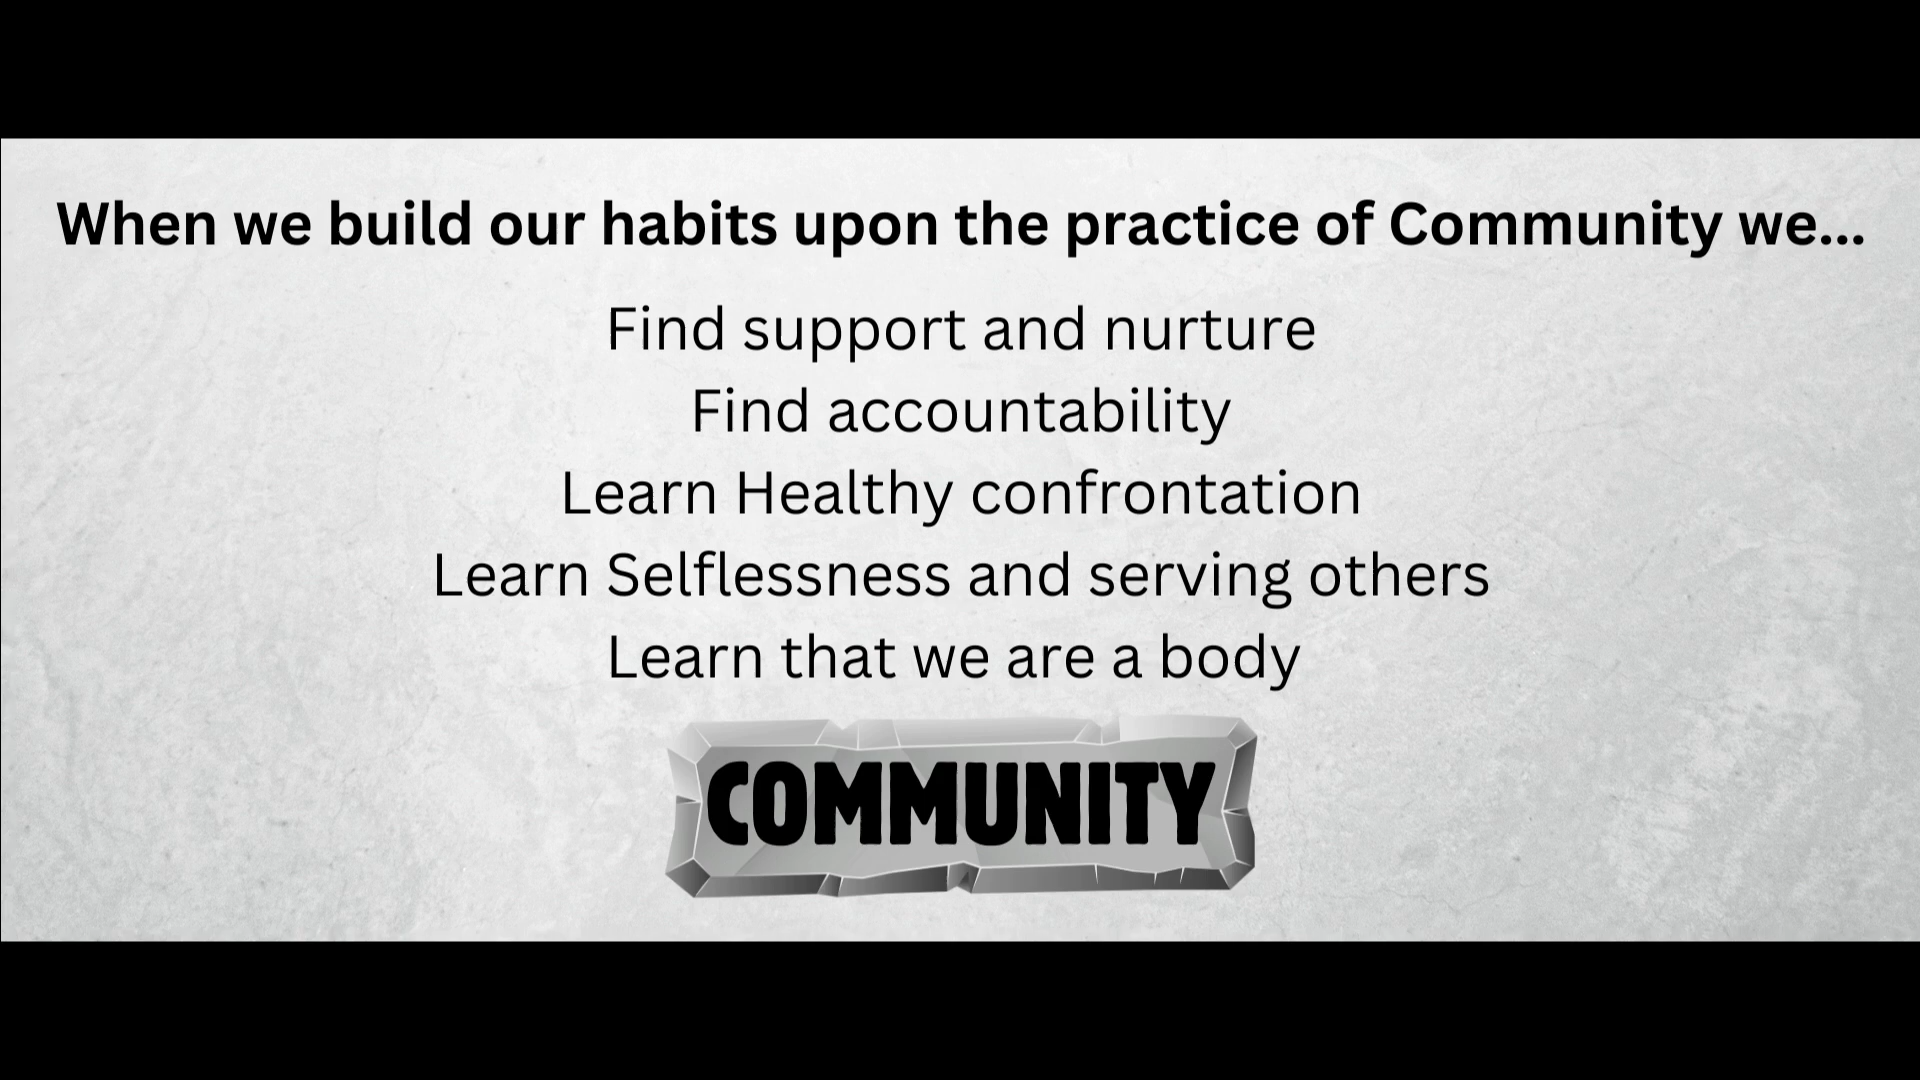 When we build our habits upon the practice of Community we...
Find support and nurture
Find accountability
Learn Healthy confrontation
Learn Selflessness and serving others
Learn that we are a body
COMMUNITY